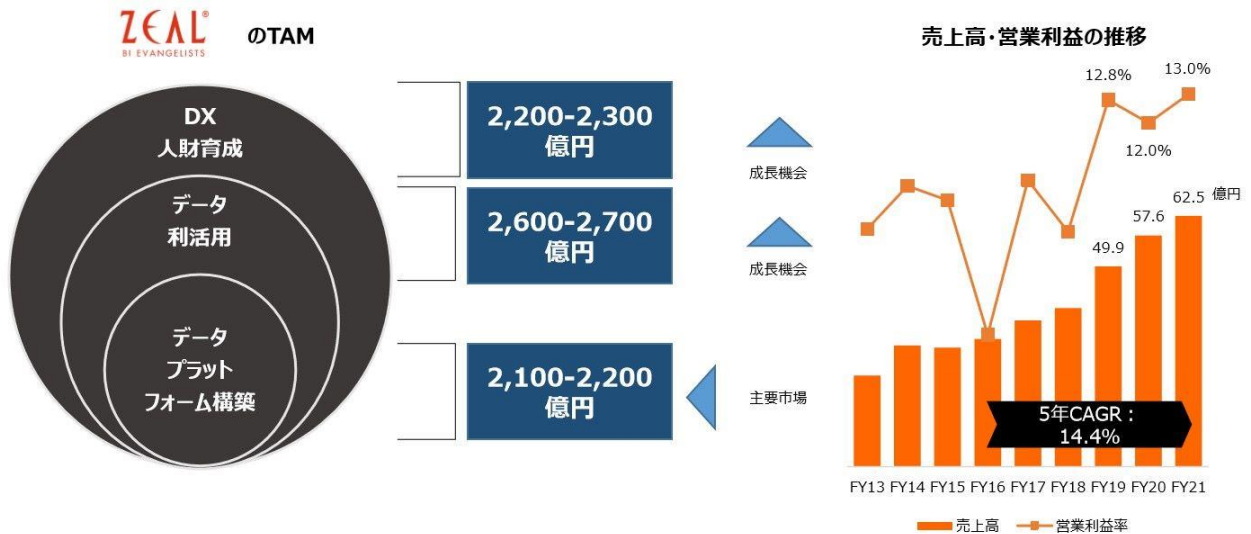 ZEAL®
BI EVANGELISTS
のTAM
DX
人財育成
データ
利活用
データ
プラット
フォーム構築
2,200-2,300
億円
2,600-2,700
億円
2,100-2,200
億円
成長機会
成長機会
主要市場
売上高・営業利益の推移
12.8%
13.0%
12.0%
49.9
57.6
62.5
億円
5年CAGR：
14.4%
FY13 FY14 FY15 FY16 FY17 FY18 FY19 FY20 FY21
売上高 営業利益率